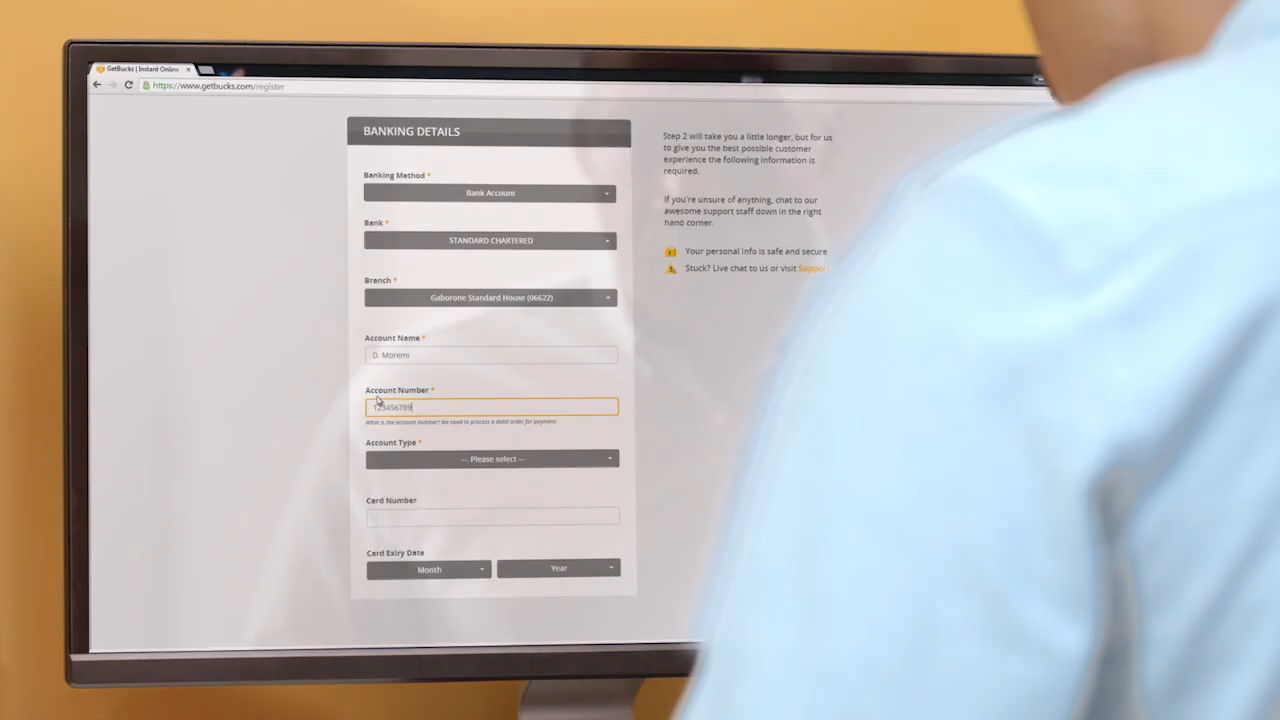 GetBucks | Instant Online
https://www.getbucks.com/register
BANKING DETAILS
Banking Method *
Bank Account
Bank *
STANDARD CHARTERED
Branch *
Gaborone Standard House (06622)
Account Name *
D. Moremi
Account Number *
123456789
What is the account number? We need to process a debit order for payment.
Account Type *
--- Please select ---
Card Number
Card Exiry Date
Month
Year
Step 2 will take you a little longer, but for us
to give you the best possible customer
experience the following information is
required.
If you're unsure of anything, chat to our
awesome support staff down in the right
hand corner.
Your personal info is safe and secure
Stuck? Live chat to us or visit Support